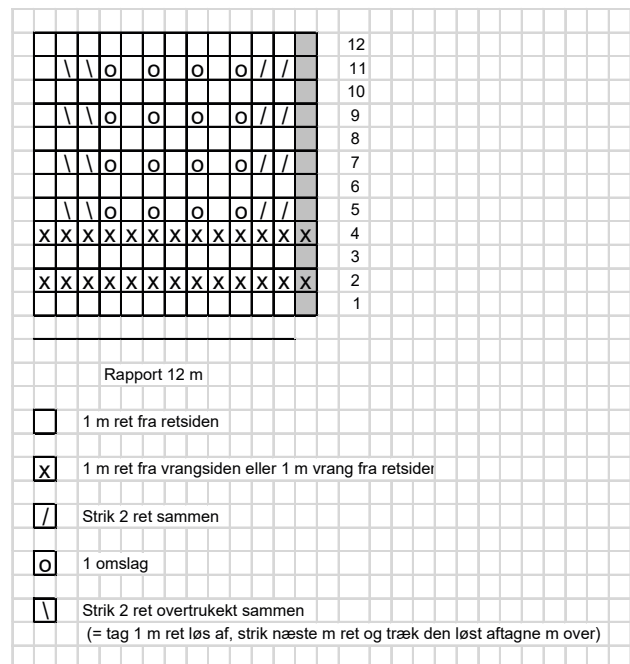 12
\ \ o o o o / / 11
10
\ \ o o o o / / 9
8
\ \ o o o o / / 7
6
\ \ o o o o / / 5
x x x x x x x x x x x x x 4
3
x x x x x x x x x x x x x 2
1
Rapport 12 m
1 m ret fra retsiden
x 1 m ret fra vrangsiden eller 1 m vrang fra retsider
/ Strik 2 ret sammen
o 1 omslag
\ Strik 2 ret overtrukekt sammen
(= tag 1 m ret løs af, strik næste m ret og træk den løst aftagne m over)